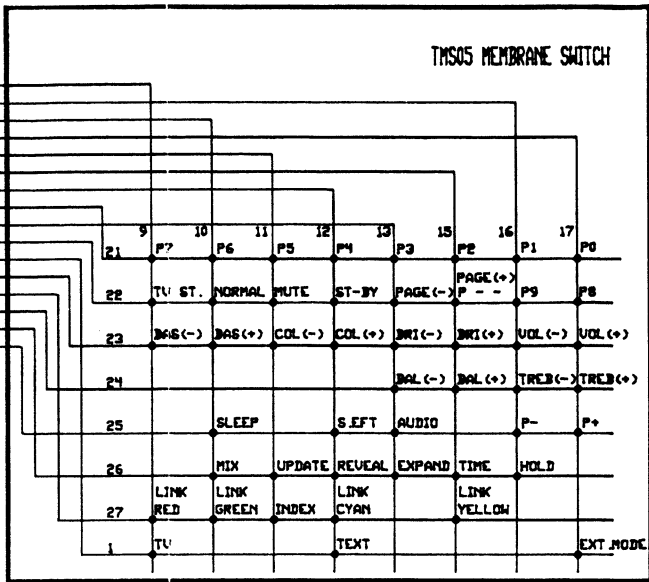 TMS05 MEMBRANE SWITCH
9 10 11 12 13 15 16 17
21 P7 P6 P5 P4 P3 P2 P1 P0
PAGE(+)
22 TV ST. NORMAL MUTE ST-BY PAGE(-) P - - P9 P8
23 BAS(-) BAS(+) COL(-) COL(+) BRI(-) BRI(+) VOL(-) VOL(+)
24 BAL(-) BAL(+) TREB(-) TREB(+)
25 SLEEP S.EFT AUDIO P- P+
26 MIX UPDATE REVEAL EXPAND TIME HOLD
LINK LINK LINK LINK
27 RED GREEN INDEX CYAN YELLOW
1 TV TEXT EXT.MODE